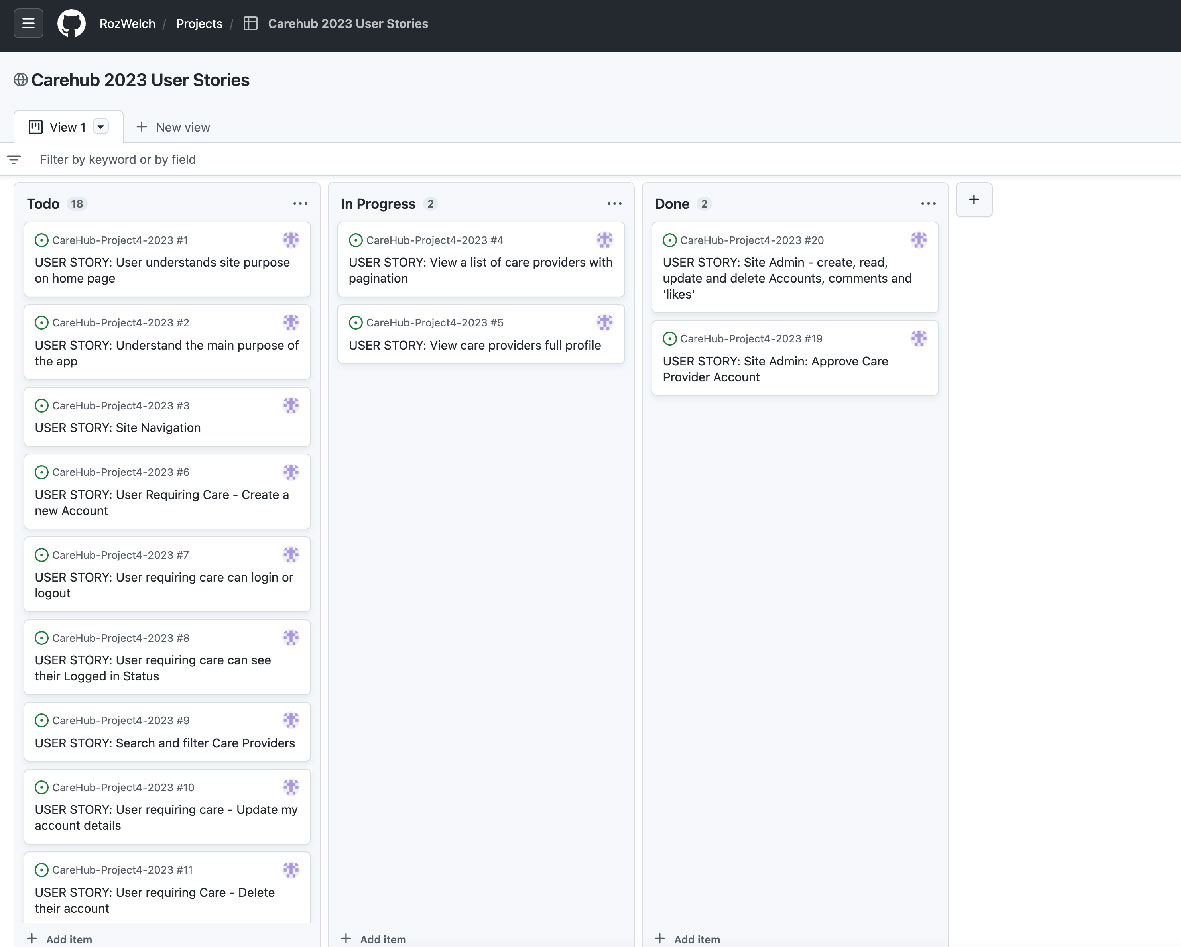 RozWelch / Projects / Carehub 2023 User Stories
Carehub 2023 User Stories
View 1
New view
Filter by keyword or by field
Todo 18
CareHub-Project4-2023 #1
USER STORY: User understands site purpose
on home page
CareHub-Project4-2023 #2
USER STORY: Understand the main purpose of
the app
CareHub-Project4-2023 #3
USER STORY: Site Navigation
CareHub-Project4-2023 #6
USER STORY: User Requiring Care - Create a
new Account
CareHub-Project4-2023 #7
USER STORY: User requiring care can login or
logout
CareHub-Project4-2023 #8
USER STORY: User requiring care can see
their Logged in Status
CareHub-Project4-2023 #9
USER STORY: Search and filter Care Providers
CareHub-Project4-2023 #10
USER STORY: User requiring care - Update my
account details
CareHub-Project4-2023 #11
USER STORY: User requiring Care - Delete
their account
+ Add item
In Progress 2
CareHub-Project4-2023 #4
USER STORY: View a list of care providers with
pagination
CareHub-Project4-2023 #5
USER STORY: View care providers full profile
+ Add item
Done 2
CareHub-Project4-2023 #20
USER STORY: Site Admin - create, read,
update and delete Accounts, comments and
'likes'
CareHub-Project4-2023 #19
USER STORY: Site Admin: Approve Care
Provider Account
+ Add item